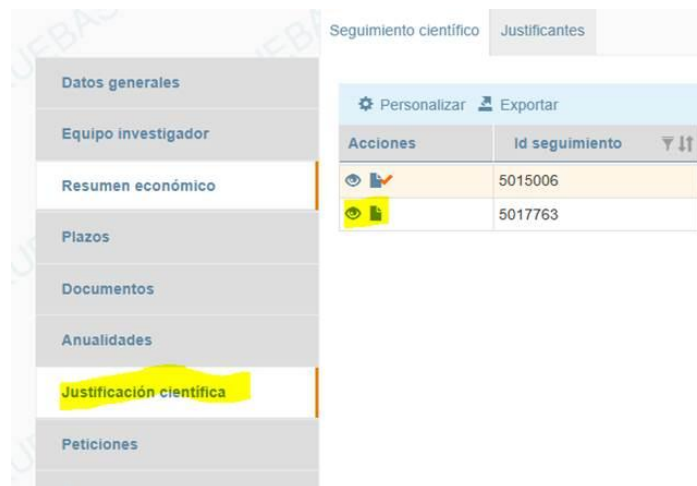 Seguimiento científico Justificantes
Datos generales
Personalizar Exportar
Equipo investigador
Acciones Id seguimiento
Resumen económico
5015006
5017763
Plazos
Documentos
Anualidades
Justificación científica
Peticiones